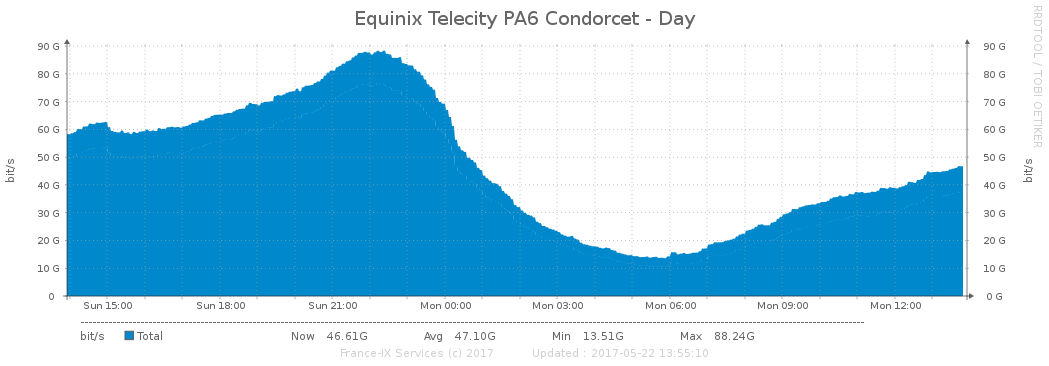 Equinix Telecity PA6 Condorcet - Day
RRDTOOL / TOBI OETIKER
90 G 90 G
80 G 80 G
70 G 70 G
60 G 60 G
50 G 50 G
40 G 40 G
30 G 30 G
20 G 20 G
10 G 10 G
0 0 G
bit/s bit/s
Sun 15:00 Sun 18:00 Sun 21:00 Mon 00:00 Mon 03:00 Mon 06:00 Mon 09:00 Mon 12:00
bit/s Total Now 46.61G Avg 47.10G Min 13.51G Max 88.24G
France-IX Services (c) 2017 Updated : 2017-05-22 13:55:10